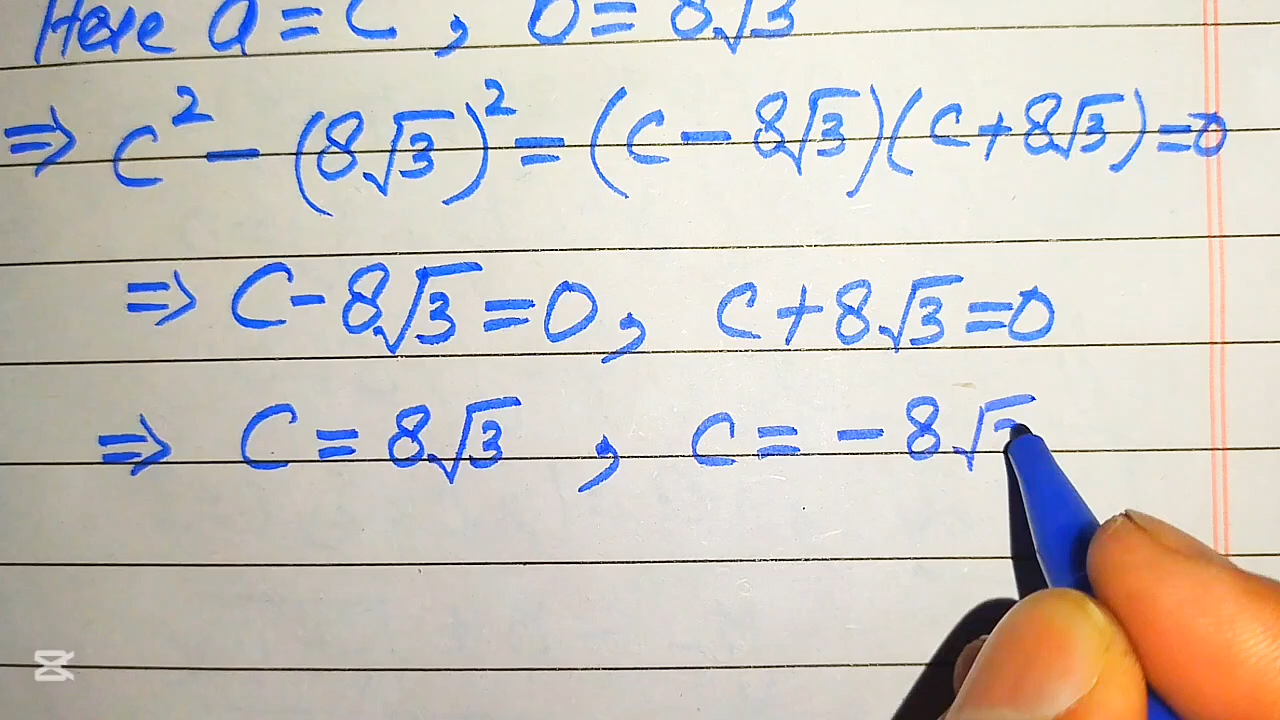 Here a = c , b = 8√3
⇒ c² - (8√3)² = (c - 8√3)(c + 8√3) = 0
⇒ c - 8√3 = 0, c + 8√3 = 0
⇒ c = 8√3 , c = - 8√